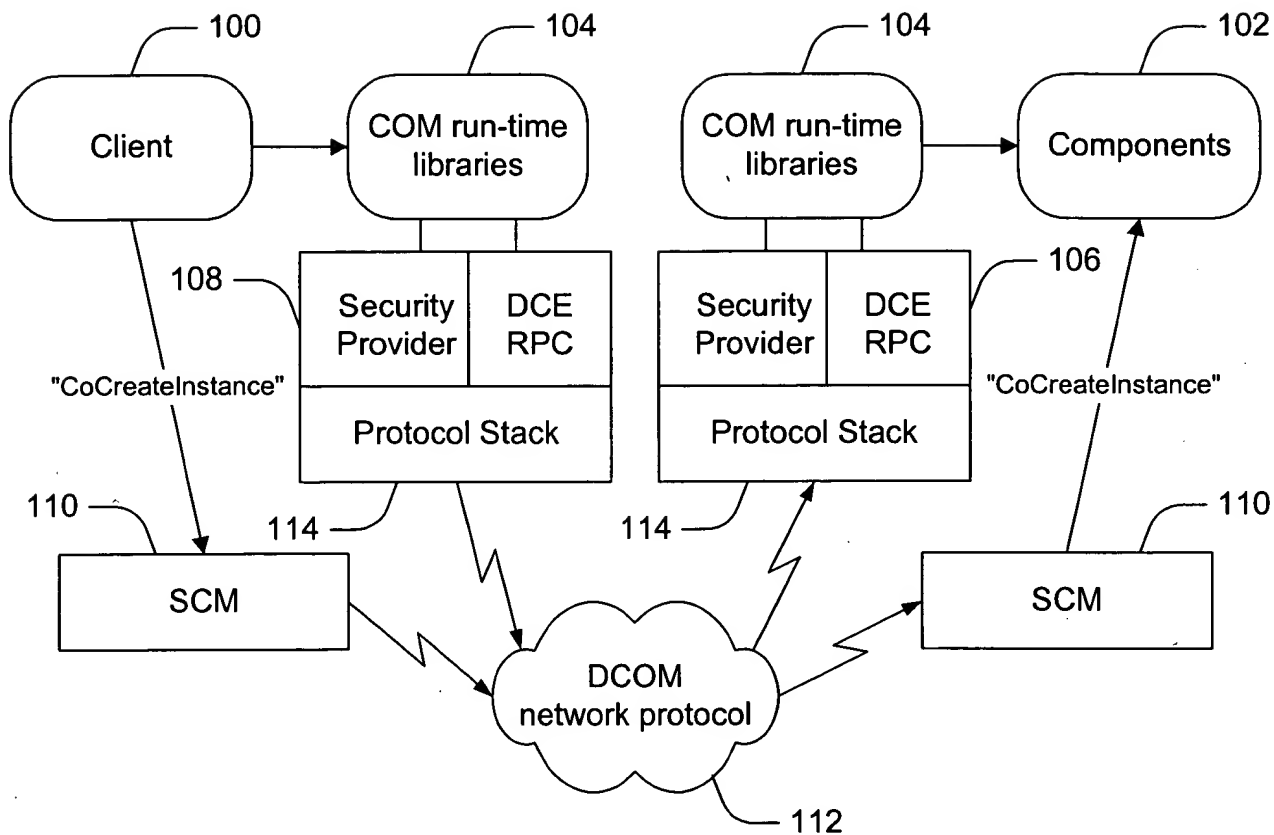 100
104
104
102
Client
COM run-time
libraries
COM run-time
libraries
Components
108
106
Security
Provider
DCE
RPC
Security
Provider
DCE
RPC
"CoCreateInstance"
"CoCreateInstance"
Protocol Stack
Protocol Stack
110
114
114
110
SCM
SCM
DCOM
network protocol
112